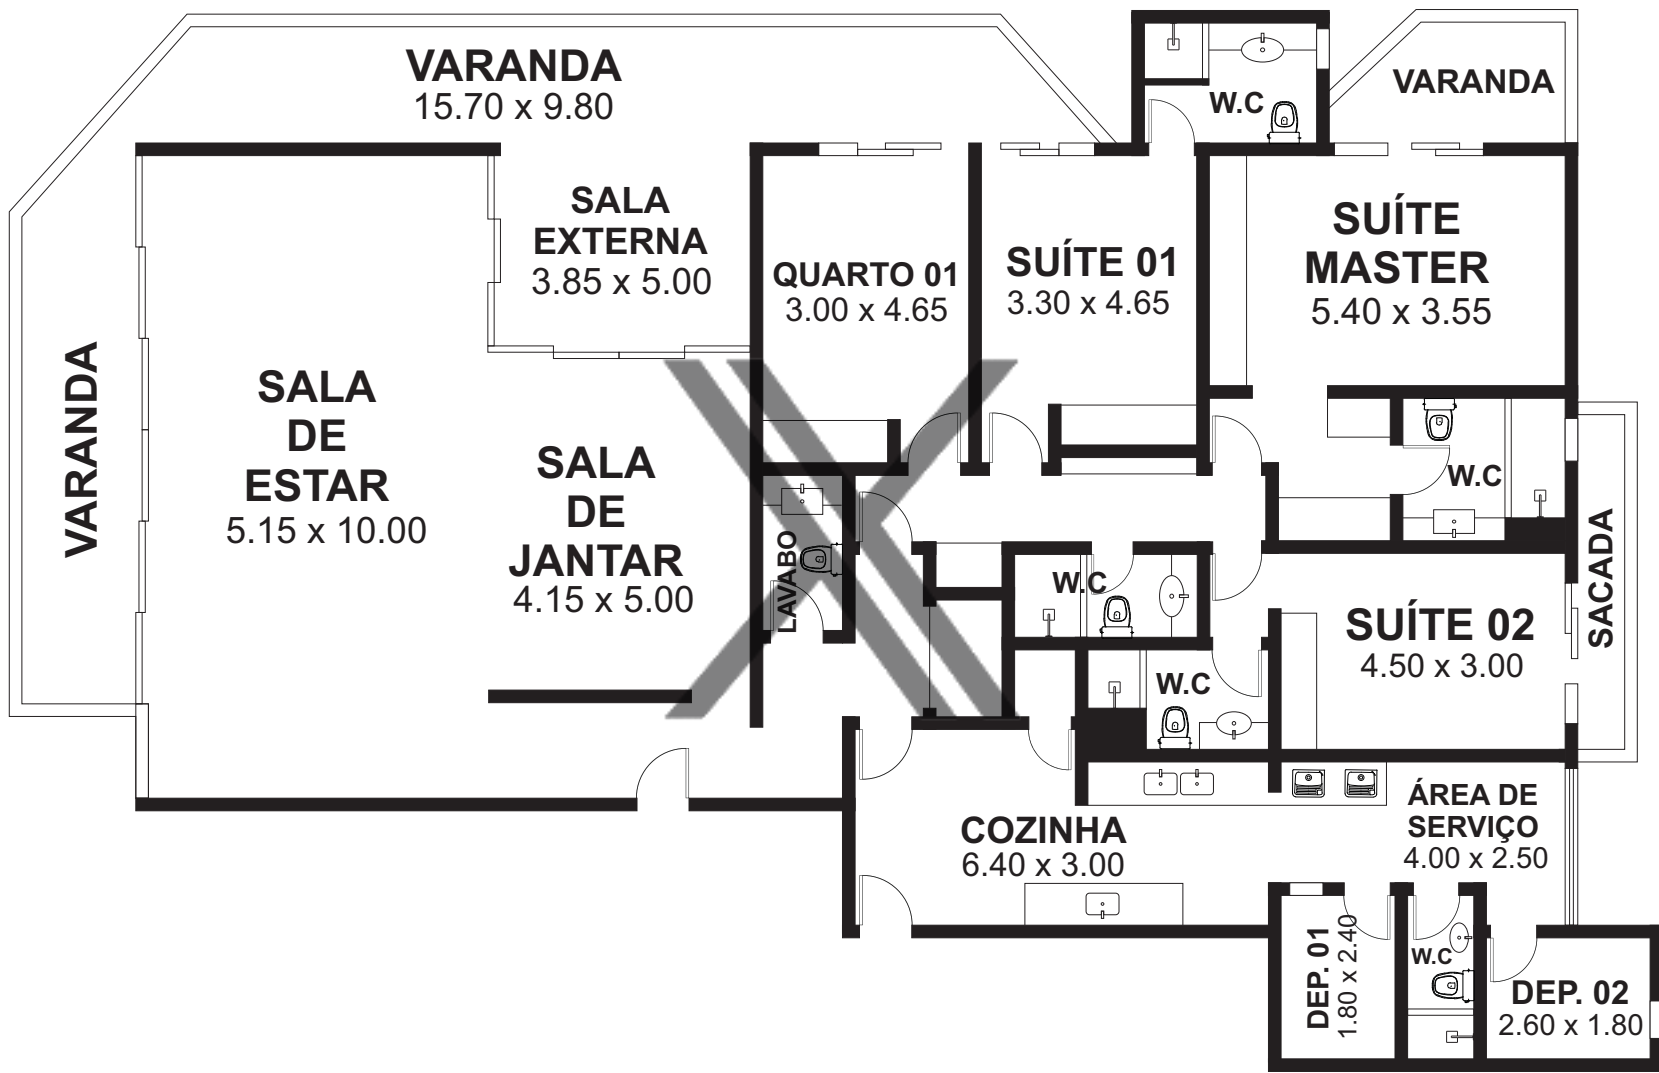 VARANDA
15.70 x 9.80
W.C
VARANDA
SALA
EXTERNA
3.85 x 5.00
QUARTO 01
3.00 x 4.65
SUÍTE 01
3.30 x 4.65
SUÍTE
MASTER
5.40 x 3.55
VARANDA
SALA
DE
ESTAR
5.15 x 10.00
SALA
DE
JANTAR
4.15 x 5.00
LAVABO
W.C
W.C
SUÍTE 02
4.50 x 3.00
SACADA
W.C
COZINHA
6.40 x 3.00
ÁREA DE
SERVIÇO
4.00 x 2.50
DEP. 01
1.80 x 2.40
W.C
DEP. 02
2.60 x 1.80